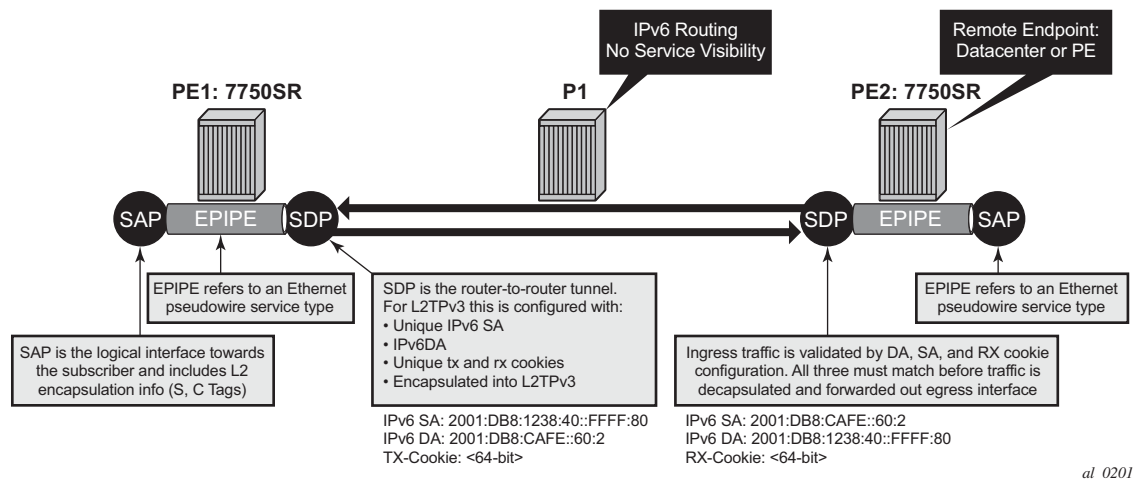 IPv6 Routing
No Service Visibility
Remote Endpoint:
Datacenter or PE
PE1: 7750SR
P1
PE2: 7750SR
SAP
EPIPE
SDP
SDP
EPIPE
SAP
EPIPE refers to an Ethernet
pseudowire service type
SAP is the logical interface towards
the subscriber and includes L2
encapsulation info (S, C Tags)
SDP is the router-to-router tunnel.
For L2TPv3 this is configured with:
• Unique IPv6 SA
• IPv6DA
• Unique tx and rx cookies
• Encapsulated into L2TPv3
IPv6 SA: 2001:DB8:1238:40::FFFF:80
IPv6 DA: 2001:DB8:CAFE::60:2
TX-Cookie: <64-bit>
EPIPE refers to an Ethernet
pseudowire service type
Ingress traffic is validated by DA, SA, and RX cookie
configuration. All three must match before traffic is
decapsulated and forwarded out egress interface
IPv6 SA: 2001:DB8:CAFE::60:2
IPv6 DA: 2001:DB8:1238:40::FFFF:80
RX-Cookie: <64-bit>
al_0201